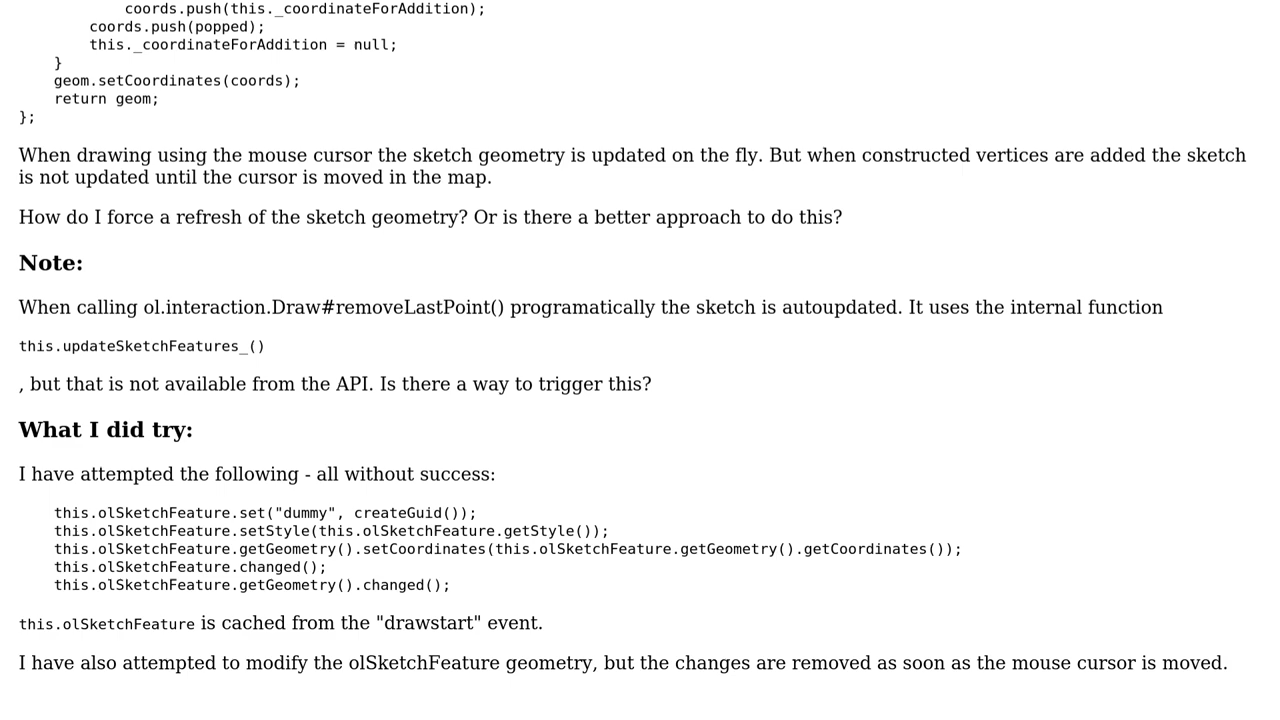 coords.push(this._coordinateForAddition);
        coords.push(popped);
        this._coordinateForAddition = null;
    }
    geom.setCoordinates(coords);
    return geom;
};
When drawing using the mouse cursor the sketch geometry is updated on the fly. But when constructed vertices are added the sketch
is not updated until the cursor is moved in the map.
How do I force a refresh of the sketch geometry? Or is there a better approach to do this?
Note:
When calling ol.interaction.Draw#removeLastPoint() programatically the sketch is autoupdated. It uses the internal function
this.updateSketchFeatures_()
, but that is not available from the API. Is there a way to trigger this?
What I did try:
I have attempted the following - all without success:
    this.olSketchFeature.set("dummy", createGuid());
    this.olSketchFeature.setStyle(this.olSketchFeature.getStyle());
    this.olSketchFeature.getGeometry().setCoordinates(this.olSketchFeature.getGeometry().getCoordinates());
    this.olSketchFeature.changed();
    this.olSketchFeature.getGeometry().changed();
this.olSketchFeature is cached from the "drawstart" event.
I have also attempted to modify the olSketchFeature geometry, but the changes are removed as soon as the mouse cursor is moved.